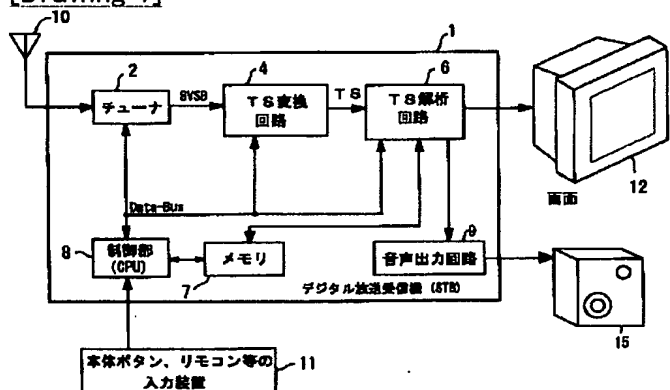 [Drawing 1]
10
1
2
4
6
チューナ
8VSB
TS変換
回路
TS
TS解析
回路
画面
12
Data-Bus
8
制御部
(CPU)
7
メモリ
9
音声出力回路
デジタル放送受信機 (STB)
15
本体ボタン、リモコン等の
入力装置
11